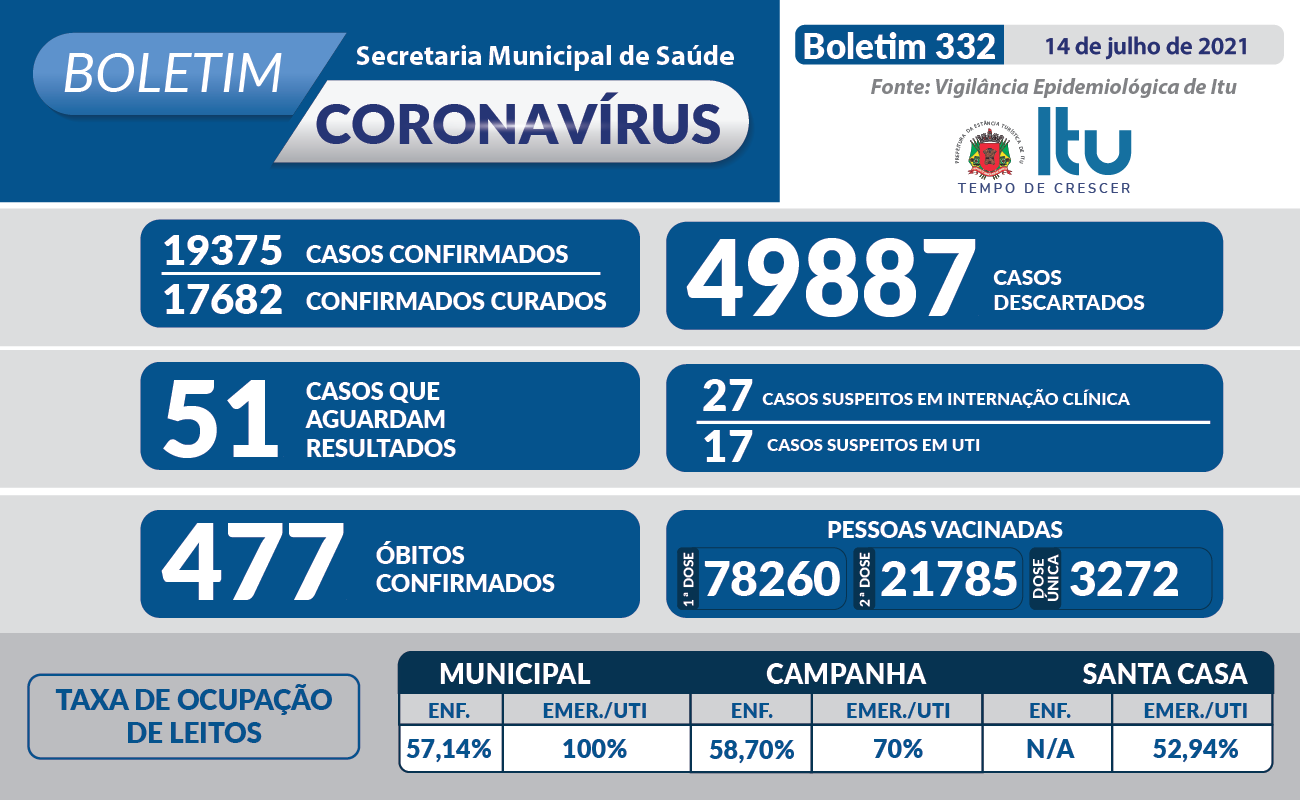 BOLETIM
Secretaria Municipal de Saúde
CORONAVÍRUS
Boletim 332
14 de julho de 2021
Fonte: Vigilância Epidemiológica de Itu
PREFEITURA DA ESTÂNCIA TURÍSTICA DE ITU
Itu
TEMPO DE CRESCER
19375 CASOS CONFIRMADOS
17682 CONFIRMADOS CURADOS
49887 CASOS
DESCARTADOS
51 CASOS QUE
AGUARDAM
RESULTADOS
27 CASOS SUSPEITOS EM INTERNAÇÃO CLÍNICA
17 CASOS SUSPEITOS EM UTI
477 ÓBITOS
CONFIRMADOS
PESSOAS VACINADAS
1ª DOSE 78260 2ª DOSE 21785 DOSE ÚNICA 3272
TAXA DE OCUPAÇÃO
DE LEITOS
MUNICIPAL CAMPANHA SANTA CASA
ENF. EMER./UTI ENF. EMER./UTI ENF. EMER./UTI
57,14% 100% 58,70% 70% N/A 52,94%